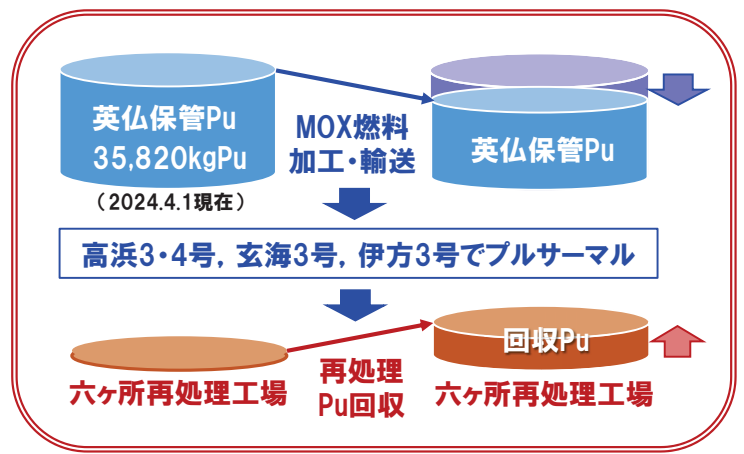 英仏保管Pu
35,820kgPu
（2024.4.1現在）
MOX燃料
加工・輸送
英仏保管Pu
高浜3・4号, 玄海3号, 伊方3号でプルサーマル
六ヶ所再処理工場
再処理
Pu回収
回収Pu
六ヶ所再処理工場